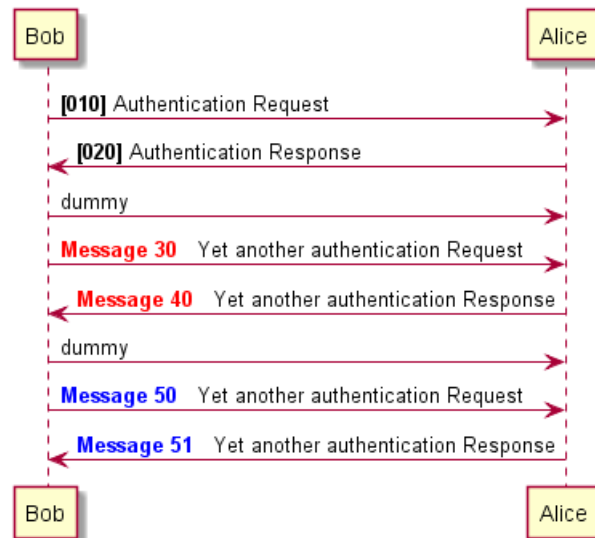 Bob Alice
[010] Authentication Request
[020] Authentication Response
dummy
Message 30 Yet another authentication Request
Message 40 Yet another authentication Response
dummy
Message 50 Yet another authentication Request
Message 51 Yet another authentication Response
Bob Alice